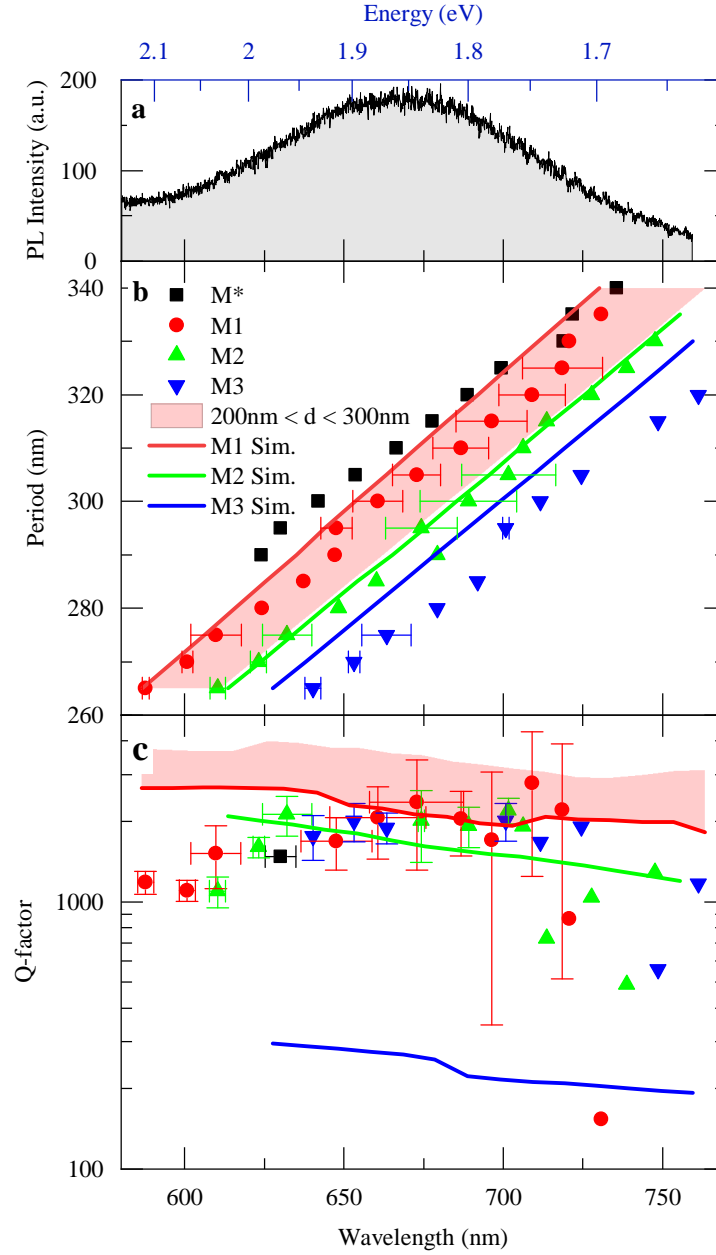 Energy (eV)
2.1 2 1.9 1.8 1.7
200
100
0
PL Intensity (a.u.)
a
340
320
300
280
260
Period (nm)
b
M*
M1
M2
M3
200nm < d < 300nm
M1 Sim.
M2 Sim.
M3 Sim.
c
1000
100
Q-factor
600 650 700 750
Wavelength (nm)